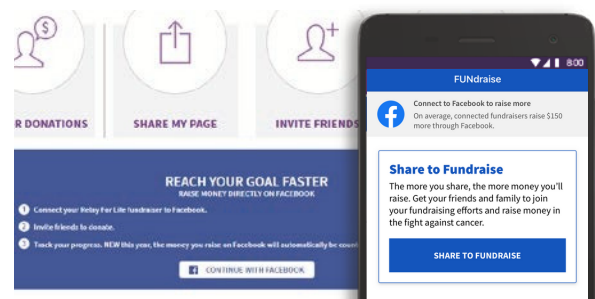 R DONATIONS
SHARE MY PAGE
INVITE FRIENDS
REACH YOUR GOAL FASTER
RAISE MONEY DIRECTLY ON FACEBOOK
1 Connect your Relay For Life fundraiser to Facebook.
2 Invite friends to donate.
3 Track your progress. NEW this year, the money you raise on Facebook will automatically be
CONTINUE WITH FACEBOOK
8:00
FUNdraise
Connect to Facebook to raise more
On average, connected fundraisers raise $150
more through Facebook.
Share to Fundraise
The more you share, the more money you'll
raise. Get your friends and family to join
your fundraising efforts and raise money in
the fight against cancer.
SHARE TO FUNDRAISE